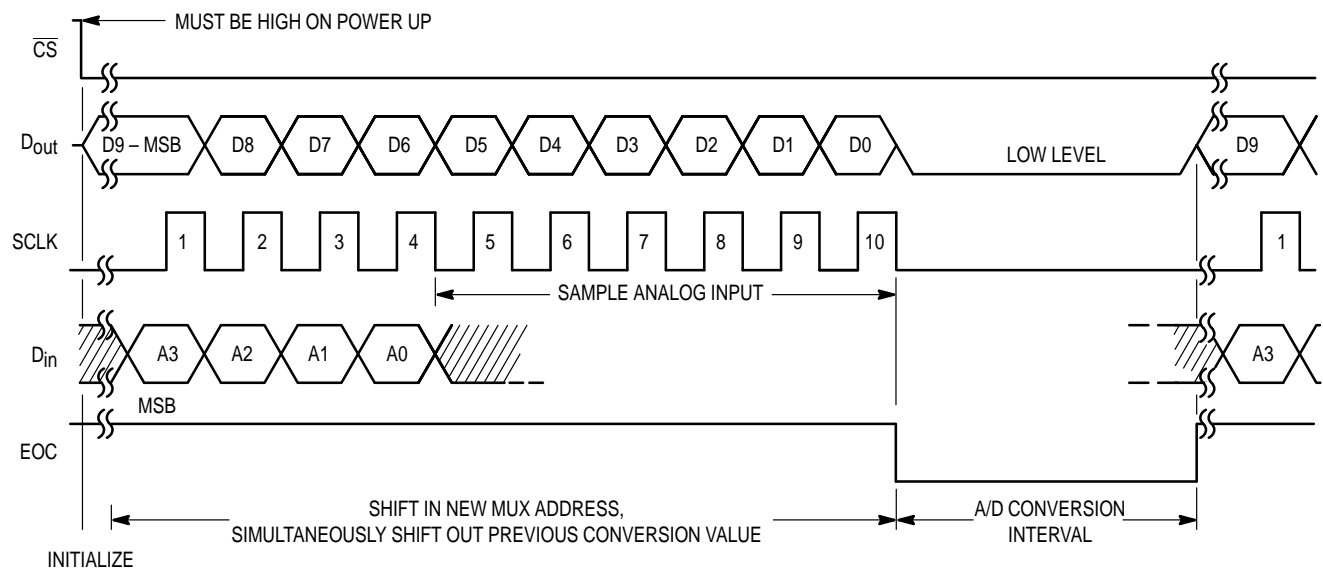 MUST BE HIGH ON POWER UP
CS
Dout
D9 – MSB D8 D7 D6 D5 D4 D3 D2 D1 D0 LOW LEVEL D9
SCLK
1 2 3 4 5 6 7 8 9 10 1
SAMPLE ANALOG INPUT
Din
A3 A2 A1 A0 A3
MSB
EOC
SHIFT IN NEW MUX ADDRESS,
SIMULTANEOUSLY SHIFT OUT PREVIOUS CONVERSION VALUE
A/D CONVERSION
INTERVAL
INITIALIZE